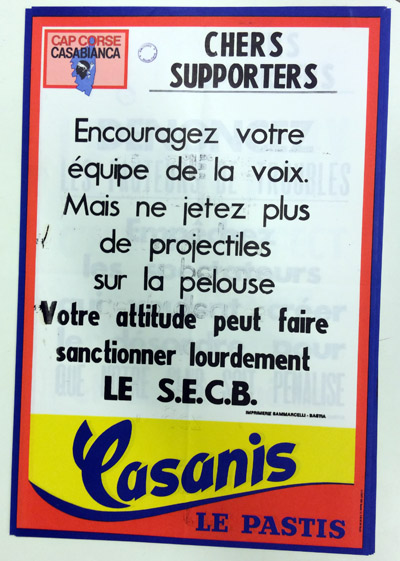 CAP CORSE
CASABIANCA
CHERS
SUPPORTERS
Encouragez votre
équipe de la voix.
Mais ne jetez plus
de projectiles
sur la pelouse
Votre attitude peut faire
sanctionner lourdement
LE S.E.C.B.
IMPRIMERIE SAMMARCELLI - BASTIA
Casanis
LE PASTIS